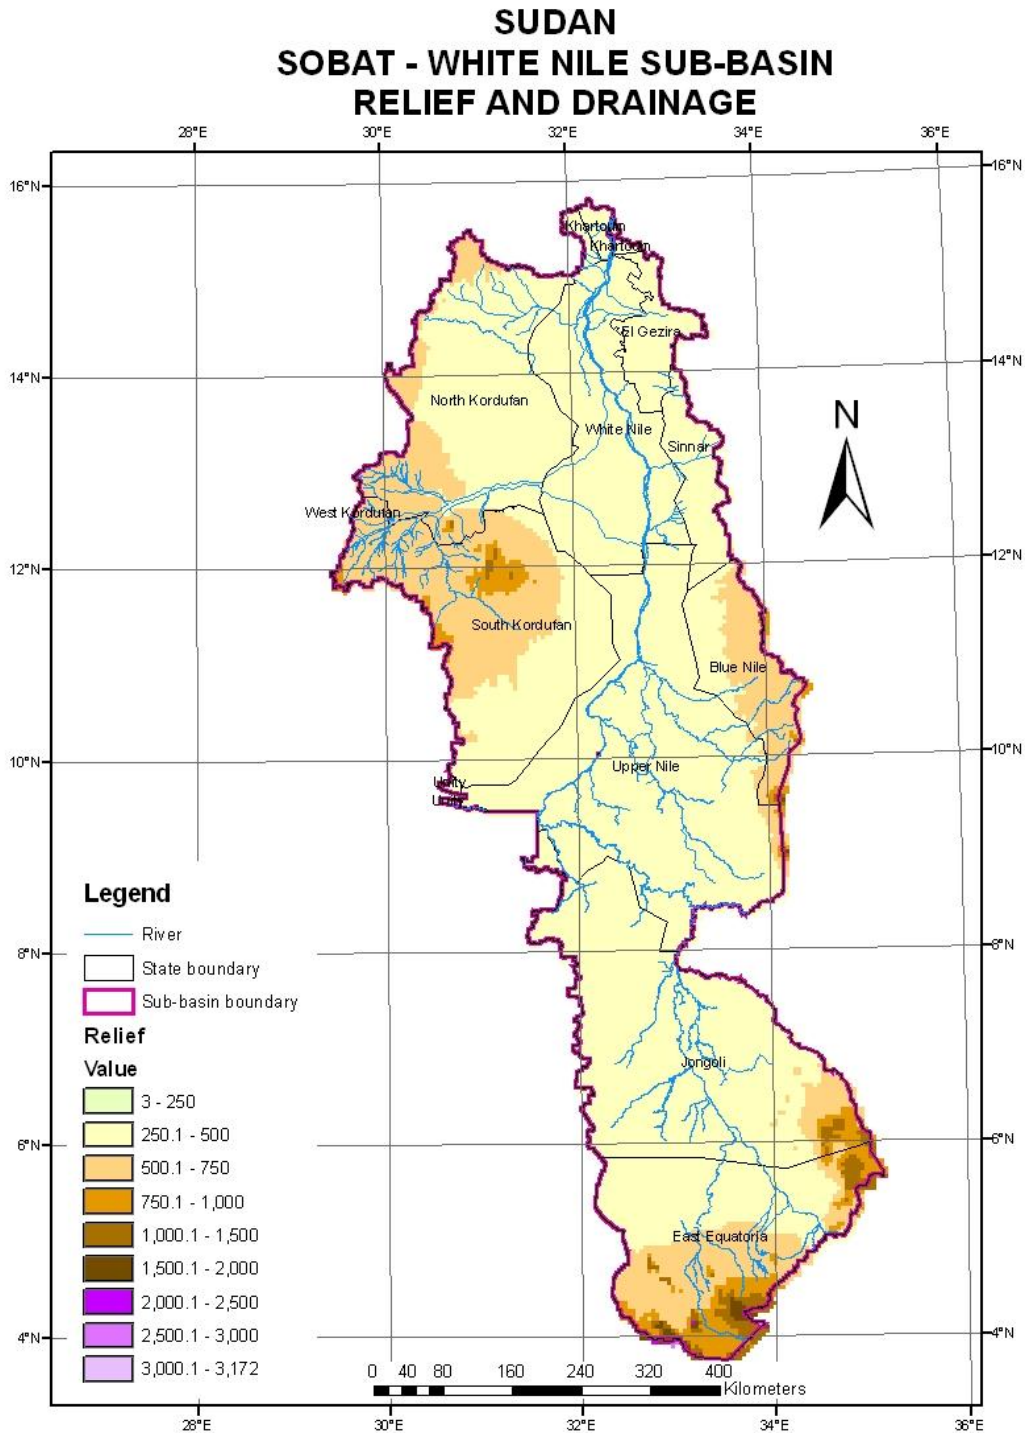 SUDAN
SOBAT - WHITE NILE SUB-BASIN
RELIEF AND DRAINAGE
28°E 30°E 32°E 34°E 36°E
16°N 16°N
Khartoum
Khartoum
El Gezira
14°N 14°N
North Kordufan
N
White Nile
Sinnar
West Kordufan
12°N 12°N
South Kordufan
Blue Nile
10°N 10°N
Upper Nile
Unity
Unity
Legend
River
8°N 8°N
State boundary
Sub-basin boundary
Relief
Jongoli
Value
3 - 250
250.1 - 500
6°N 6°N
500.1 - 750
750.1 - 1,000
1,000.1 - 1,500
East Equatoria
1,500.1 - 2,000
2,000.1 - 2,500
2,500.1 - 3,000
4°N 4°N
3,000.1 - 3,172
0 40 80 160 240 320 400
Kilometers
28°E 30°E 32°E 34°E 36°E